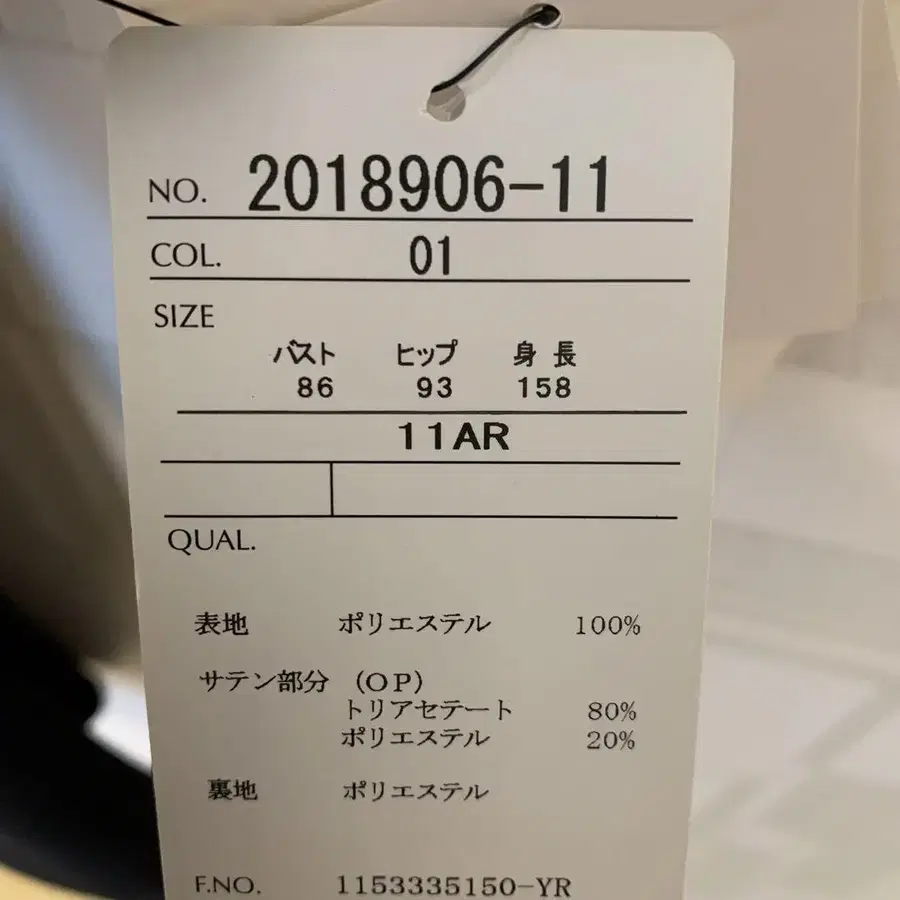 NO. 2018906-11
COL. 01
SIZE
バスト ヒップ 身長
86 93 158
11AR
QUAL.
表地 ポリエステル 100%
サテン部分 (OP)
トリアセテート 80%
ポリエステル 20%
裏地 ポリエステル
F.NO. 1153335150-YR